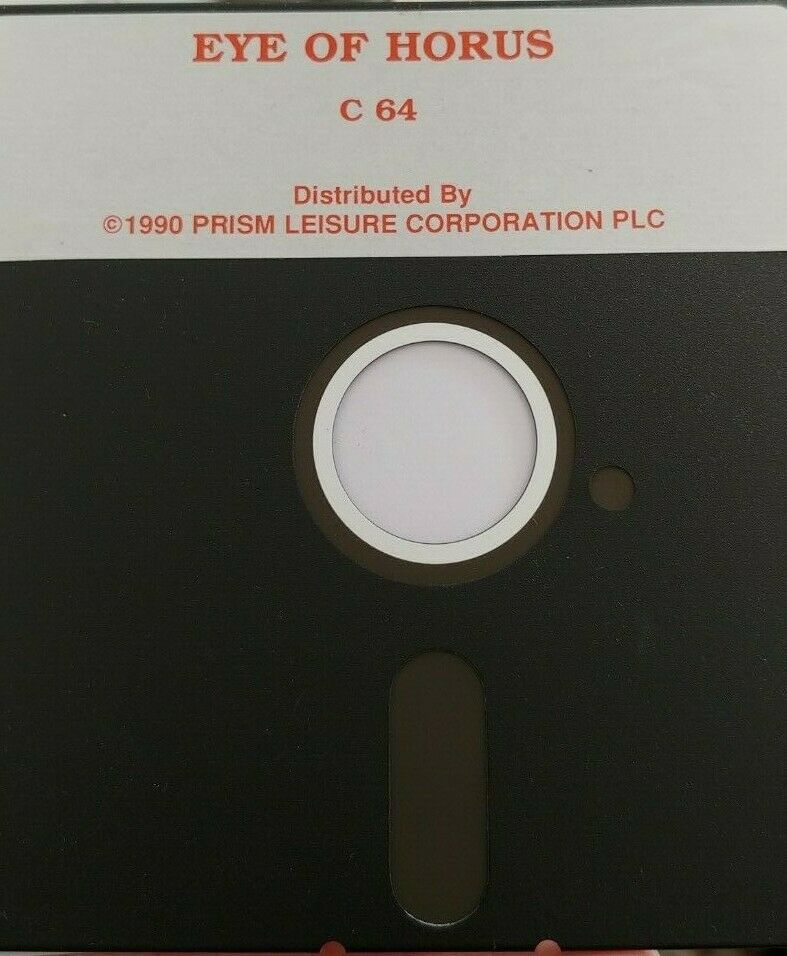 EYE OF HORUS
C 64
Distributed By
©1990 PRISM LEISURE CORPORATION PLC